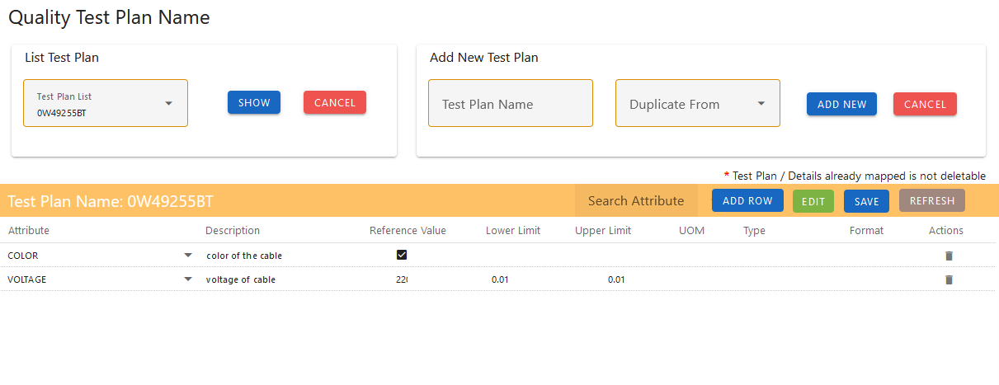 Quality Test Plan Name
List Test Plan
Test Plan List
0W49255BT
SHOW
CANCEL
Add New Test Plan
Test Plan Name
Duplicate From
ADD NEW
CANCEL
* Test Plan / Details already mapped is not deletable
Test Plan Name: 0W49255BT
Search Attribute
ADD ROW
EDIT
SAVE
REFRESH
Attribute Description Reference Value Lower Limit Upper Limit UOM Type Format Actions
COLOR color of the cable
VOLTAGE voltage of cable 0.01 0.01